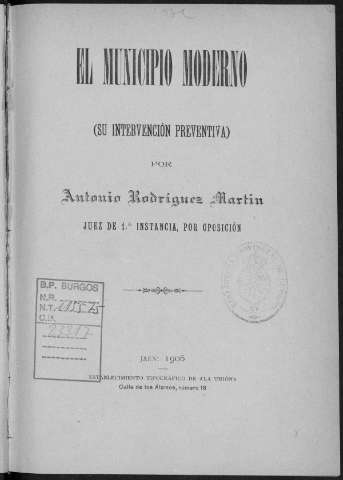 EL MUNICIPIO MODERNO
(SU INTERVENCIÓN PREVENTIVA)
POR
Antonio Rodríguez Martin
JUEZ DE 1.ª INSTANCIA, POR OPOSICIÓN
B.P. BURGOS
N.R.
N.T.
C.B.
JAÉN: 1905
ESTABLECIMIENTO TIPOGRÁFICO DE «LA UNIÓN»
Calle de los Álamos, número 18